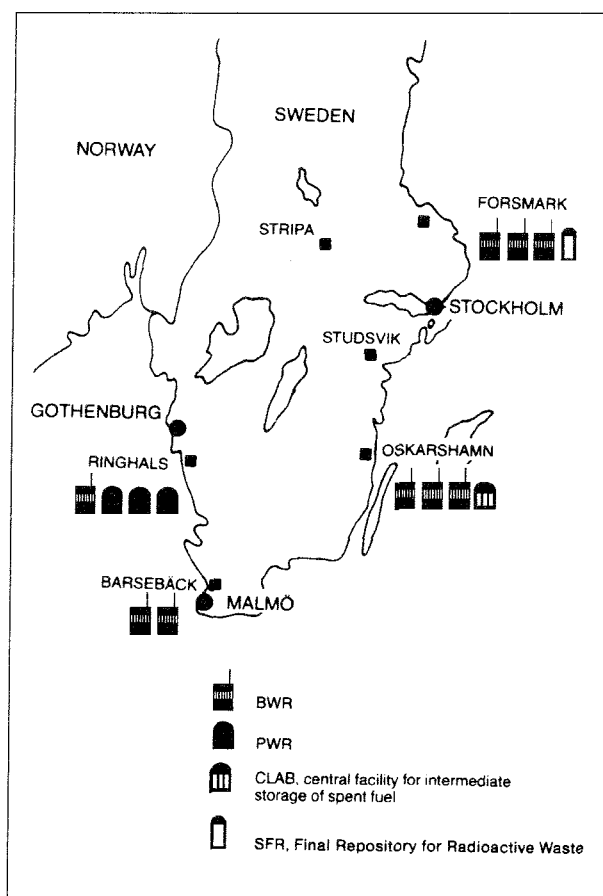 SWEDEN
NORWAY
FORSMARK
STRIPA
STOCKHOLM
STUDSVIK
GOTHENBURG
OSKARSHAMN
RINGHALS
BARSEBÄCK
MALMÖ
BWR
PWR
CLAB, central facility for intermediate
storage of spent fuel
SFR, Final Repository for Radioactive Waste